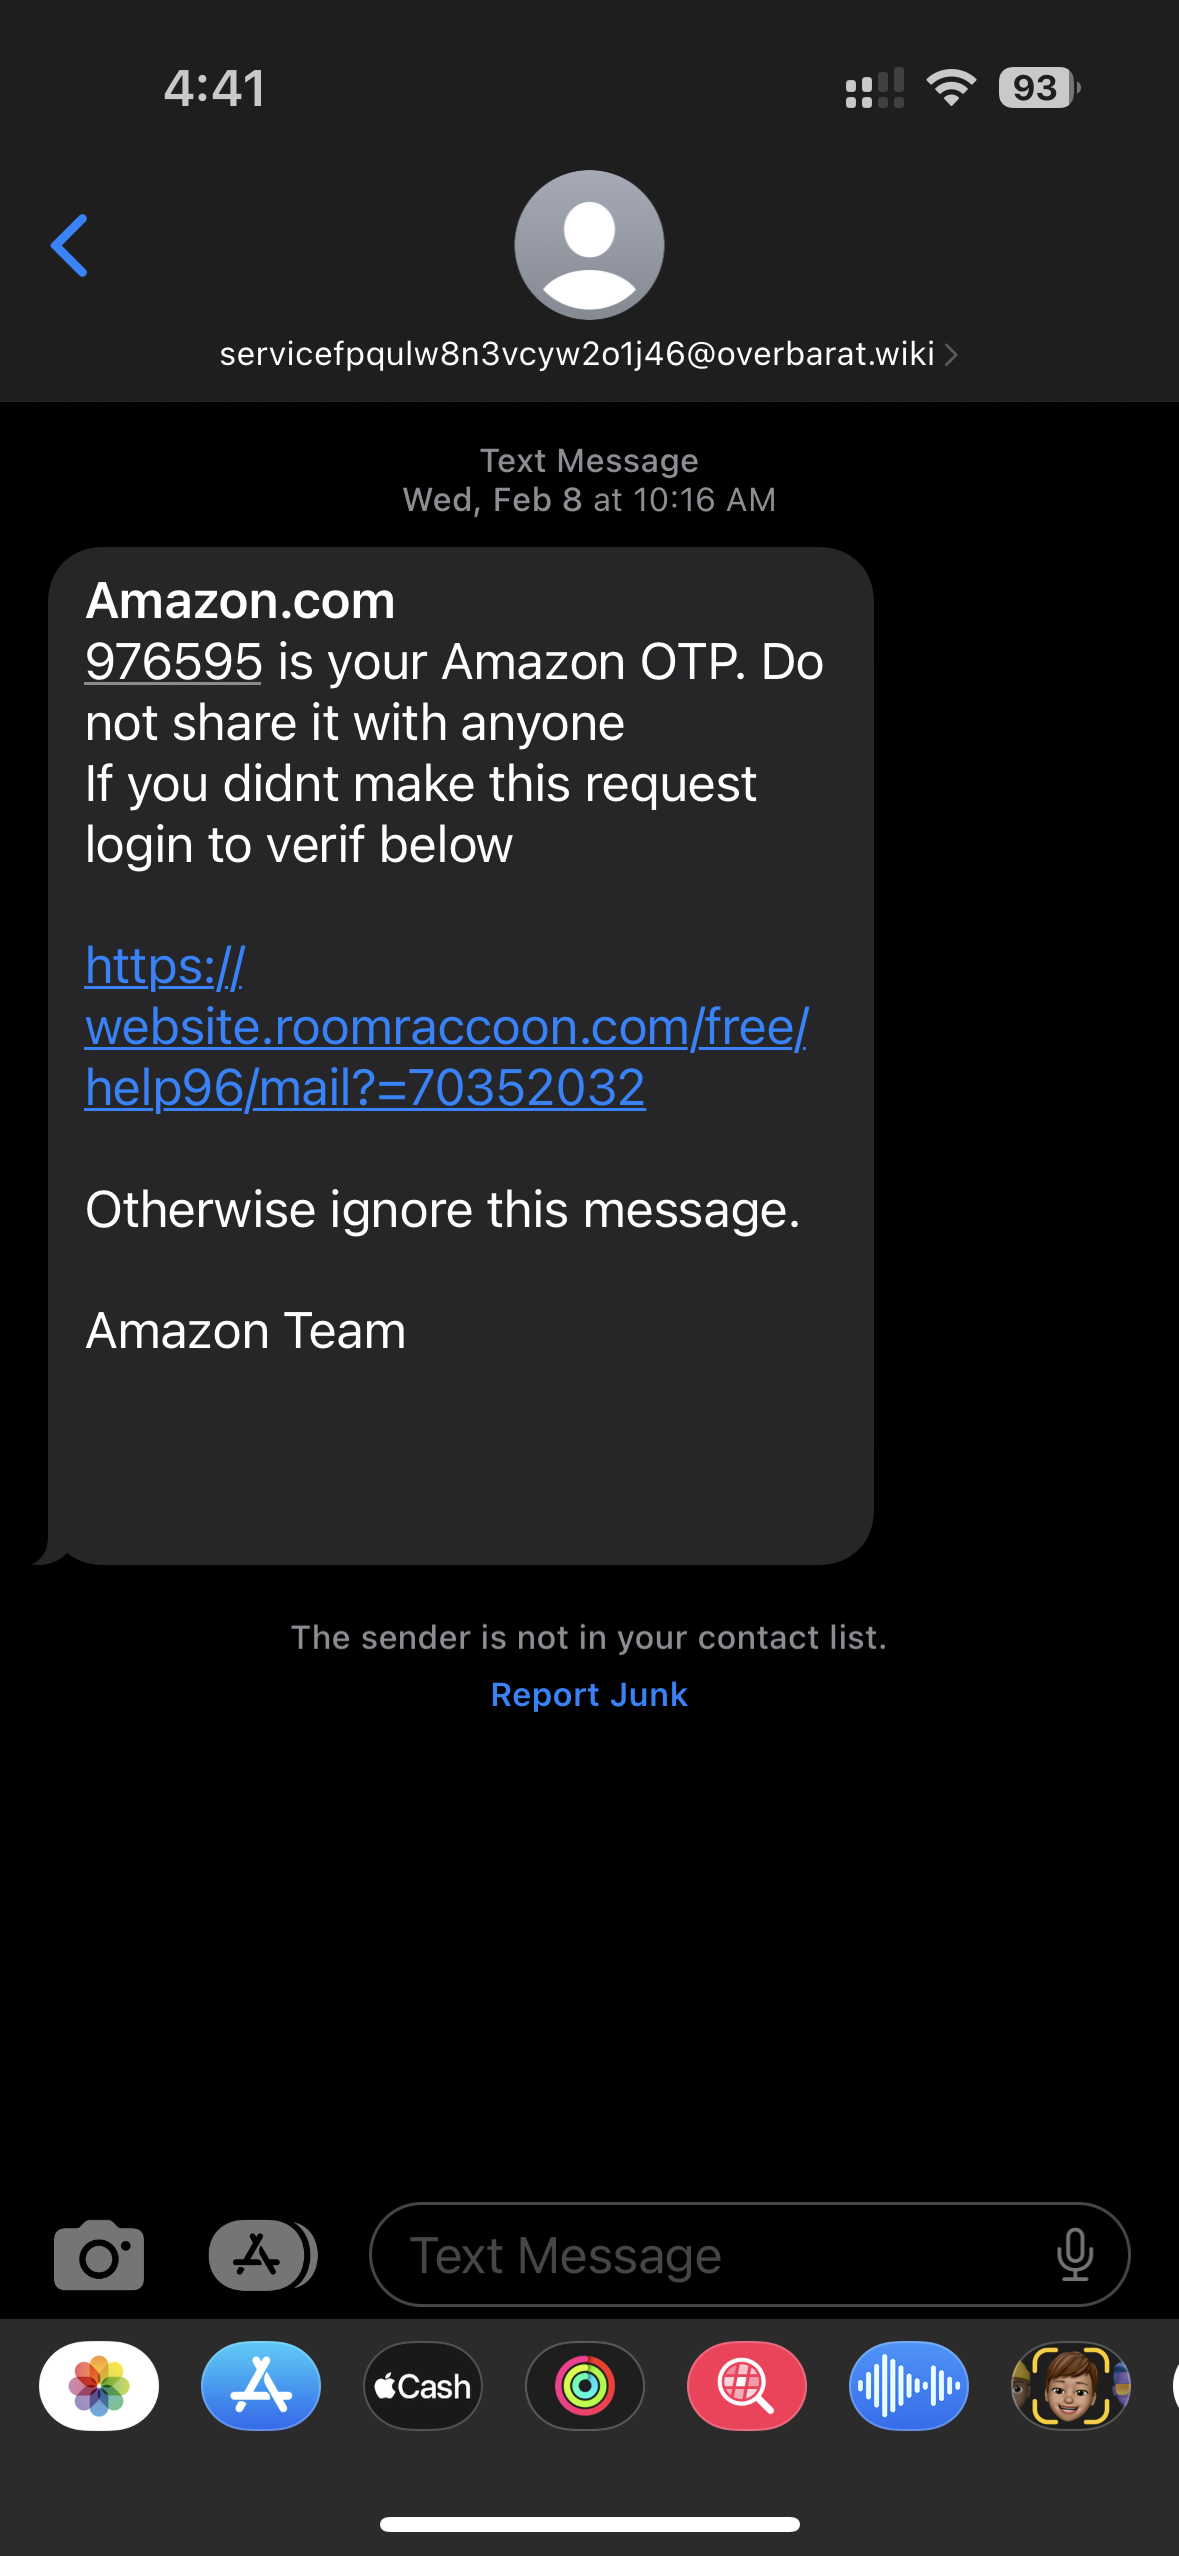 4:41
93
servicefpqulw8n3vcyw2o1j46@overbarat.wiki
Text Message
Wed, Feb 8 at 10:16 AM
Amazon.com
976595 is your Amazon OTP. Do
not share it with anyone
If you didnt make this request
login to verif below
https://
website.roomraccoon.com/free/
help96/mail?=70352032
Otherwise ignore this message.
Amazon Team
The sender is not in your contact list.
Report Junk
Text Message
Cash